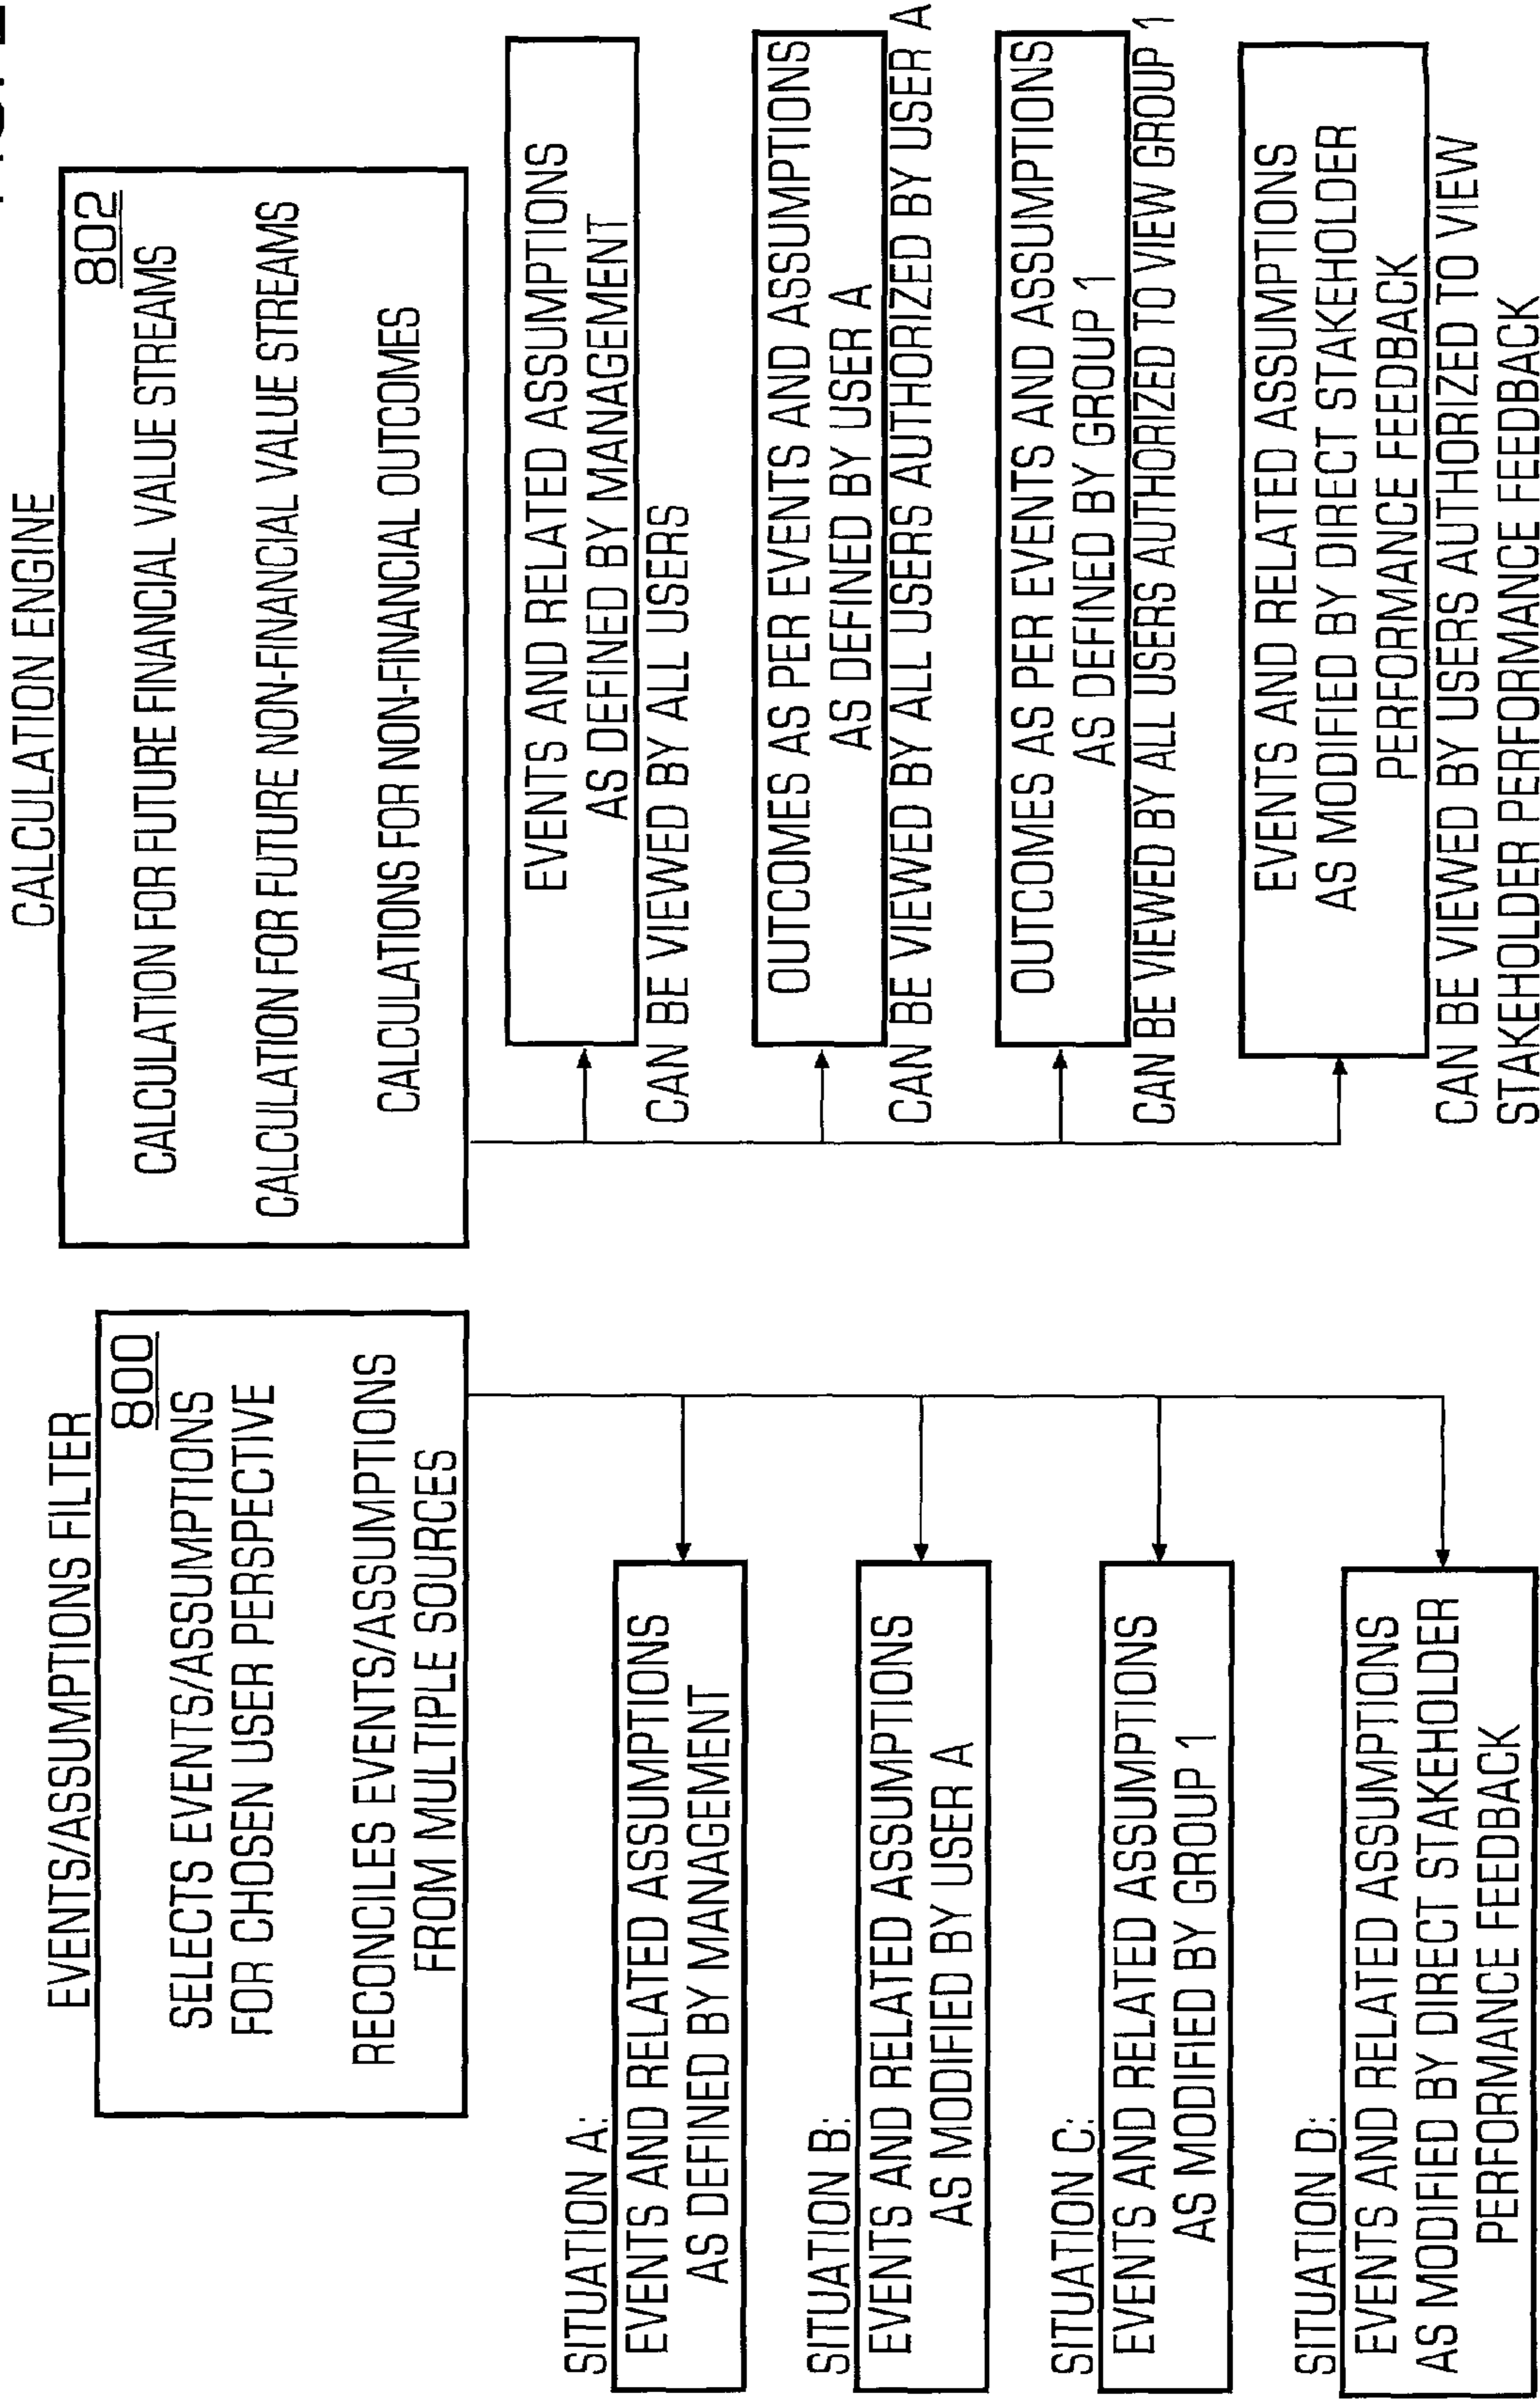 EVENTS/ASSUMPTIONS FILTER
800
SELECTS EVENTS/ASSUMPTIONS
FOR CHOSEN USER PERSPECTIVE
RECONCILES EVENTS/ASSUMPTIONS
FROM MULTIPLE SOURCES
SITUATION A:
EVENTS AND RELATED ASSUMPTIONS
AS DEFINED BY MANAGEMENT
SITUATION B:
EVENTS AND RELATED ASSUMPTIONS
AS MODIFIED BY USER A
SITUATION C:
EVENTS AND RELATED ASSUMPTIONS
AS MODIFIED BY GROUP 1
SITUATION D:
EVENTS AND RELATED ASSUMPTIONS
AS MODIFIED BY DIRECT STAKEHOLDER
PERFORMANCE FEEDBACK
CALCULATION ENGINE
802
CALCULATION FOR FUTURE FINANCIAL VALUE STREAMS
CALCULATION FOR FUTURE NON-FINANCIAL VALUE STREAMS
CALCULATIONS FOR NON-FINANCIAL OUTCOMES
EVENTS AND RELATED ASSUMPTIONS
AS DEFINED BY MANAGEMENT
CAN BE VIEWED BY ALL USERS
OUTCOMES AS PER EVENTS AND ASSUMPTIONS
AS DEFINED BY USER A
CAN BE VIEWED BY ALL USERS AUTHORIZED BY USER A
OUTCOMES AS PER EVENTS AND ASSUMPTIONS
AS DEFINED BY GROUP 1
CAN BE VIEWED BY ALL USERS AUTHORIZED TO VIEW GROUP 1
EVENTS AND RELATED ASSUMPTIONS
AS MODIFIED BY DIRECT STAKEHOLDER
PERFORMANCE FEEDBACK
CAN BE VIEWED BY USERS AUTHORIZED TO VIEW
STAKEHOLDER PERFORMANCE FEEDBACK